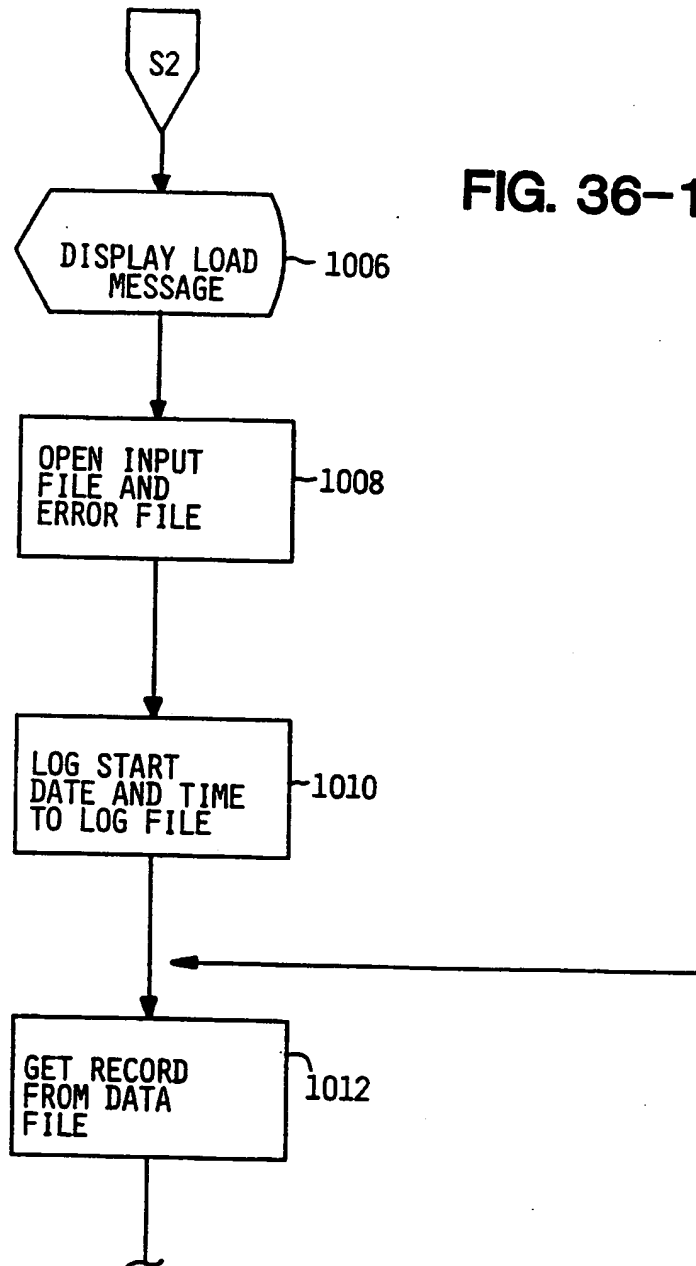 S2
FIG. 36-1
DISPLAY LOAD
MESSAGE
1006
OPEN INPUT
FILE AND
ERROR FILE
1008
LOG START
DATE AND TIME
TO LOG FILE
1010
GET RECORD
FROM DATA
FILE
1012